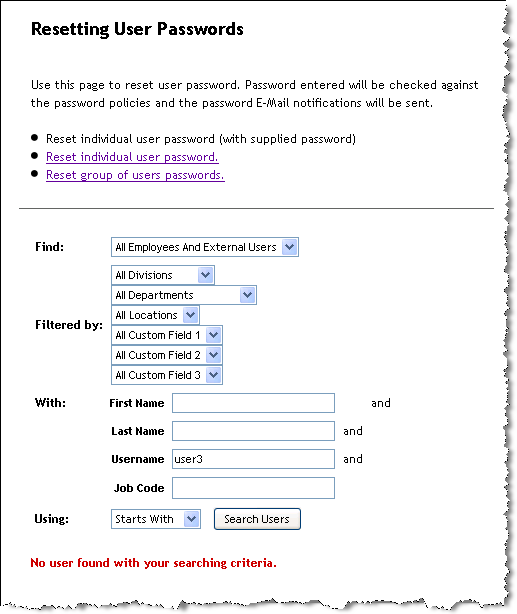 Resetting User Passwords
Use this page to reset user password. Password entered will be checked against
the password policies and the password E-Mail notifications will be sent.
Reset individual user password (with supplied password)
Reset individual user password.
Reset group of users passwords.
Find: All Employees And External Users
All Divisions
All Departments
Filtered by: All Locations
All Custom Field 1
All Custom Field 2
All Custom Field 3
With: First Name and
Last Name and
Username user3 and
Job Code
Using: Starts With Search Users
No user found with your searching criteria.